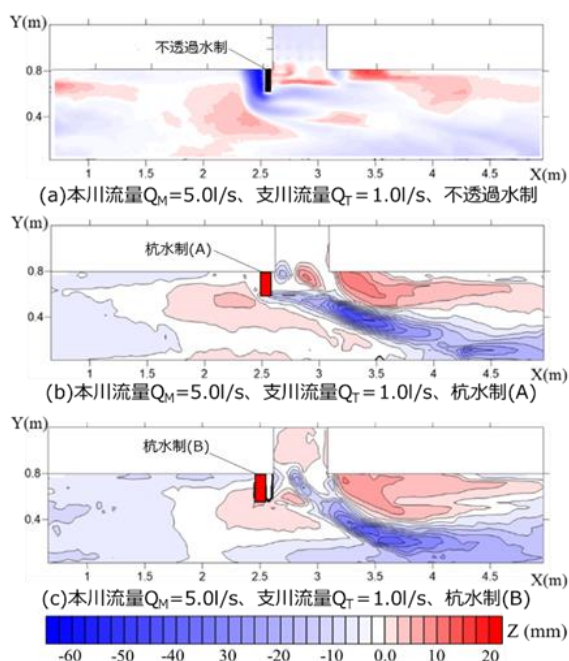 Y(m)
不透過水制
0.8
0.4
1
1.5
2
2.5
3
3.5
4
4.5
X(m)
(a)本川流量Q_M=5.0l/s、支川流量Q_T=1.0l/s、不透過水制
Y(m)
杭水制(A)
0.8
0.4
1
1.5
2
2.5
3
3.5
4
4.5
X(m)
(b)本川流量Q_M=5.0l/s、支川流量Q_T=1.0l/s、杭水制(A)
Y(m)
杭水制(B)
0.8
0.4
1
1.5
2
2.5
3
3.5
4
4.5
X(m)
(c)本川流量Q_M=5.0l/s、支川流量Q_T=1.0l/s、杭水制(B)
Z (mm)
-60 -50 -40 -30 -20 -10 0.0 10 20